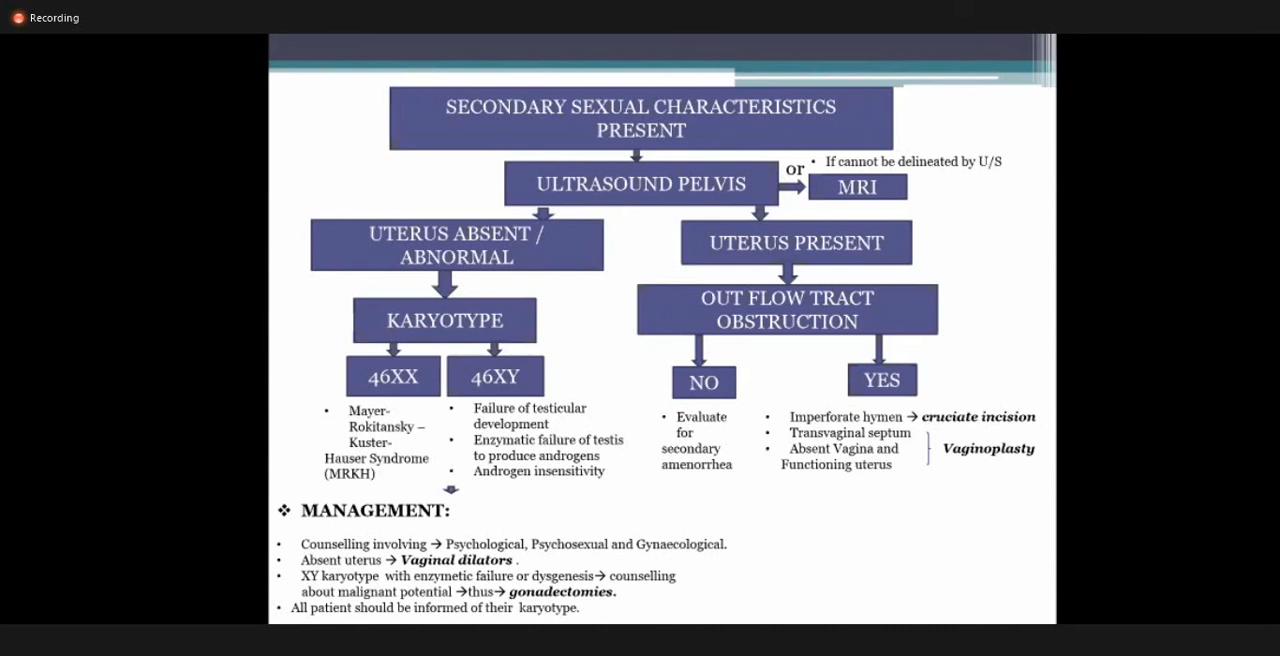 Recording
SECONDARY SEXUAL CHARACTERISTICS
PRESENT
ULTRASOUND PELVIS
or
• If cannot be delineated by U/S
MRI
UTERUS ABSENT /
ABNORMAL
UTERUS PRESENT
KARYOTYPE
OUT FLOW TRACT
OBSTRUCTION
46XX
46XY
NO
YES
• Mayer-
Rokitansky –
Kuster-
Hauser Syndrome
(MRKH)
• Failure of testicular
development
• Enzymatic failure of testis
to produce androgens
• Androgen insensitivity
• Evaluate
for
secondary
amenorrhea
• Imperforate hymen → cruciate incision
• Transvaginal septum
• Absent Vagina and
Functioning uterus
Vaginoplasty
❖ MANAGEMENT:
• Counselling involving → Psychological, Psychosexual and Gynaecological.
• Absent uterus → Vaginal dilators .
• XY karyotype with enzymetic failure or dysgenesis→ counselling
about malignant potential →thus→ gonadectomies.
• All patient should be informed of their karyotype.